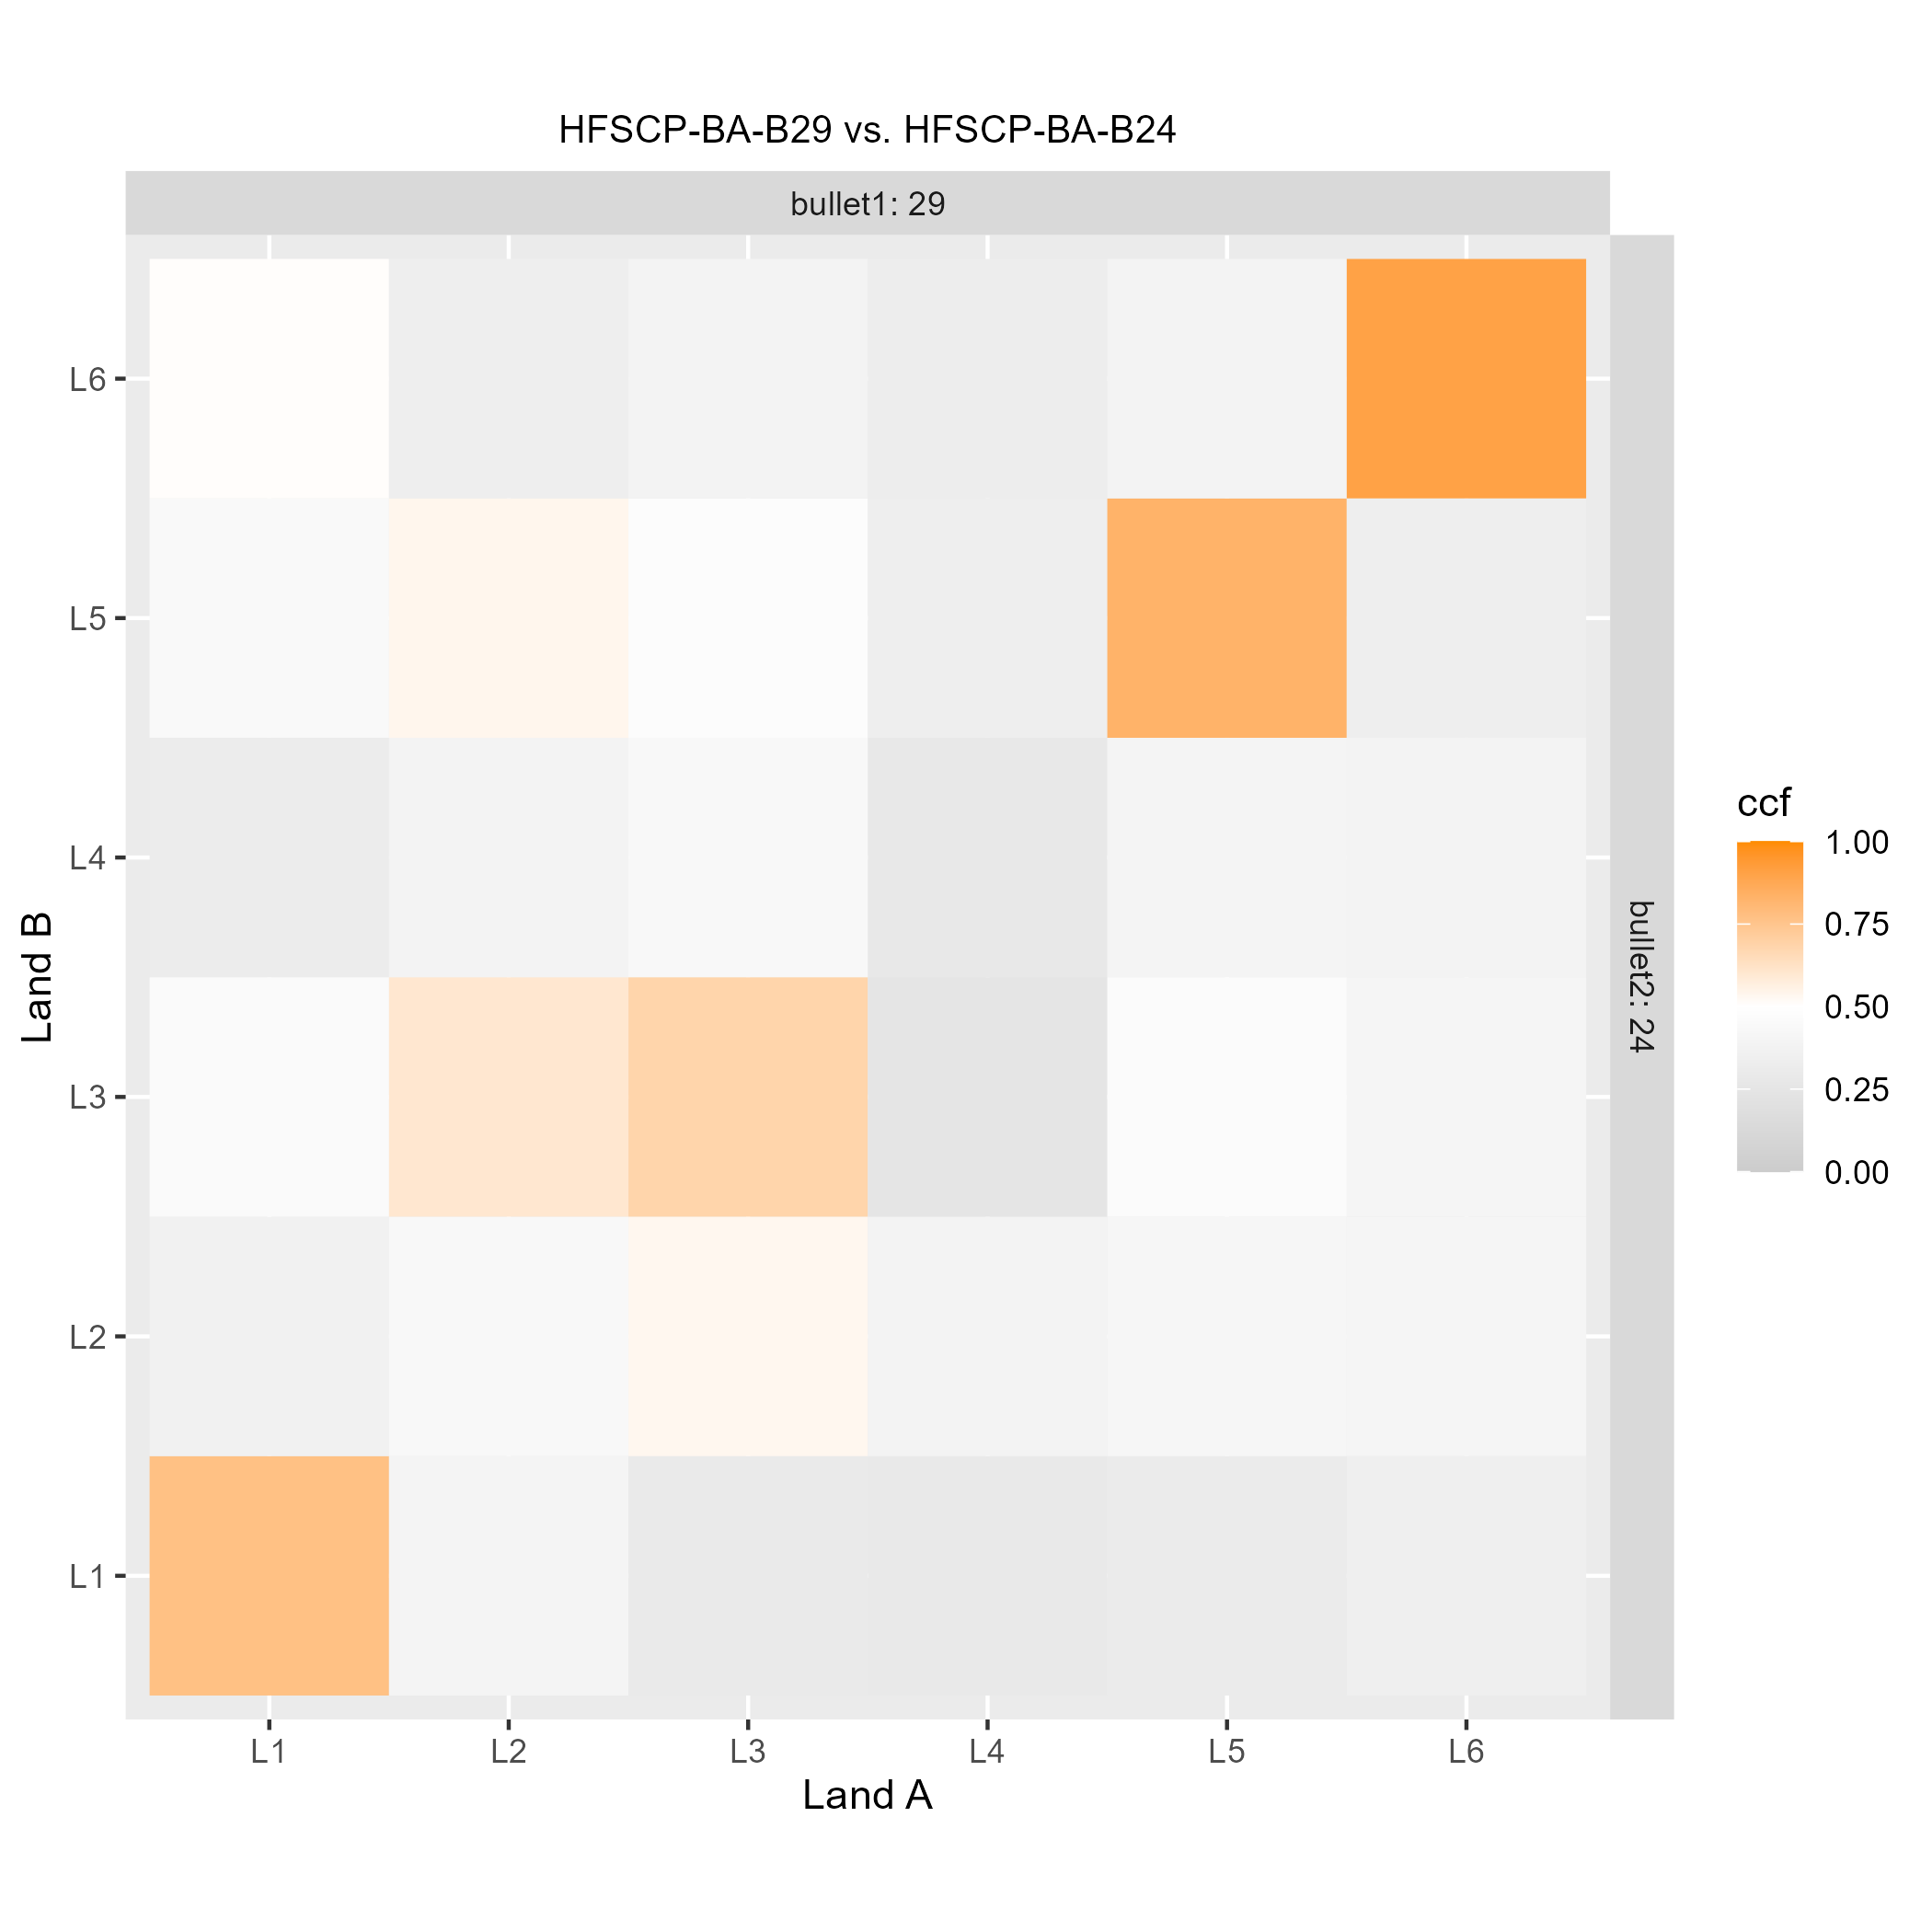 HFSCP-BA-B29 vs. HFSCP-BA-B24
bullet1: 29
L6
L5
L4
L3
L2
L1
Land B
bullet2: 24
L1 L2 L3 L4 L5 L6
Land A
ccf
1.00
0.75
0.50
0.25
0.00